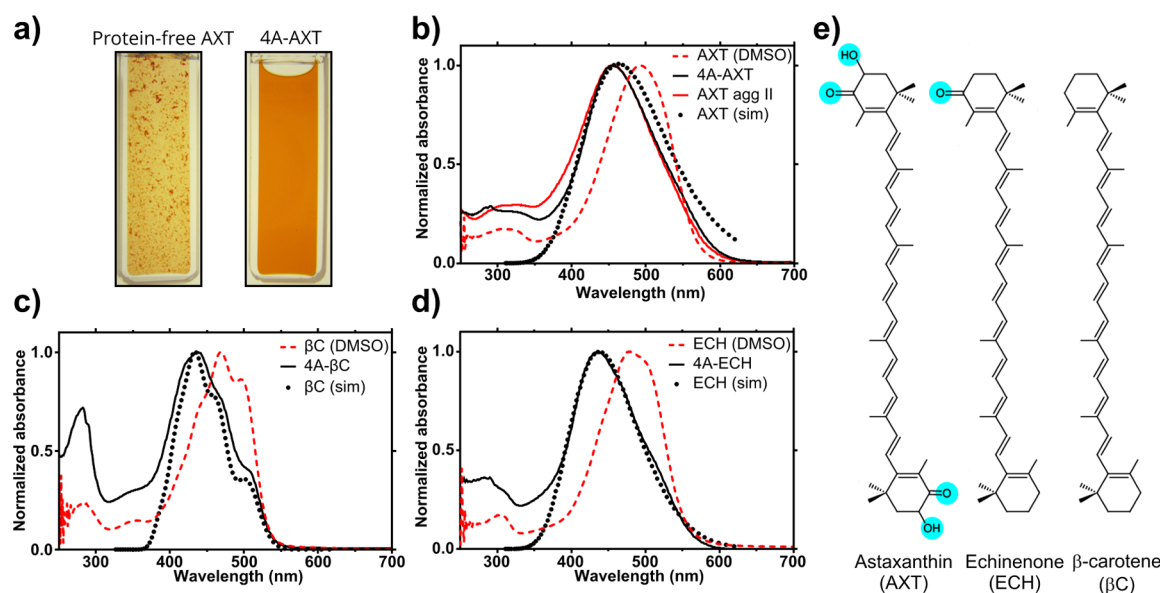 a)
Protein-free AXT
4A-AXT
b)
Normalized absorbance
1.0
0.5
0.0
300
400
500
600
700
Wavelength (nm)
AXT (DMSO)
4A-AXT
AXT agg II
AXT (sim)
c)
Normalized absorbance
1.0
0.5
0.0
300
400
500
600
700
Wavelength (nm)
βC (DMSO)
4A-βC
βC (sim)
d)
Normalized absorbance
1.0
0.5
0.0
300
400
500
600
700
Wavelength (nm)
ECH (DMSO)
4A-ECH
ECH (sim)
e)
HO
O
O
OH
O
Astaxanthin
(AXT)
Echinenone
(ECH)
β-carotene
(βC)